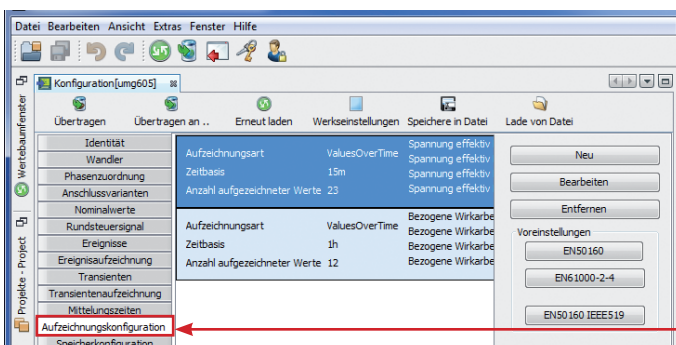 Datei Bearbeiten Ansicht Extras Fenster Hilfe
Konfiguration[umg605]
Wertebaumfenster
Projekte - Project
Übertragen Übertragen an .. Erneut laden Werkseinstellungen Speichere in Datei Lade von Datei
Identität
Wandler
Phasenzuordnung
Anschlussvarianten
Nominalwerte
Rundsteuersignal
Ereignisse
Ereignisaufzeichnung
Transienten
Transientenaufzeichnung
Mittelungszeiten
Aufzeichnungskonfiguration
Speicherkonfiguration
Aufzeichnungsart ValuesOverTime
Zeitbasis 15m
Anzahl aufgezeichneter Werte 23
Spannung effektiv
Spannung effektiv
Spannung effektiv
Spannung effektiv
Aufzeichnungsart ValuesOverTime
Zeitbasis 1h
Anzahl aufgezeichneter Werte 12
Bezogene Wirkarbe
Bezogene Wirkarbe
Bezogene Wirkarbe
Bezogene Wirkarbe
Neu
Bearbeiten
Entfernen
Voreinstellungen
EN50160
EN61000-2-4
EN50160 IEEE519